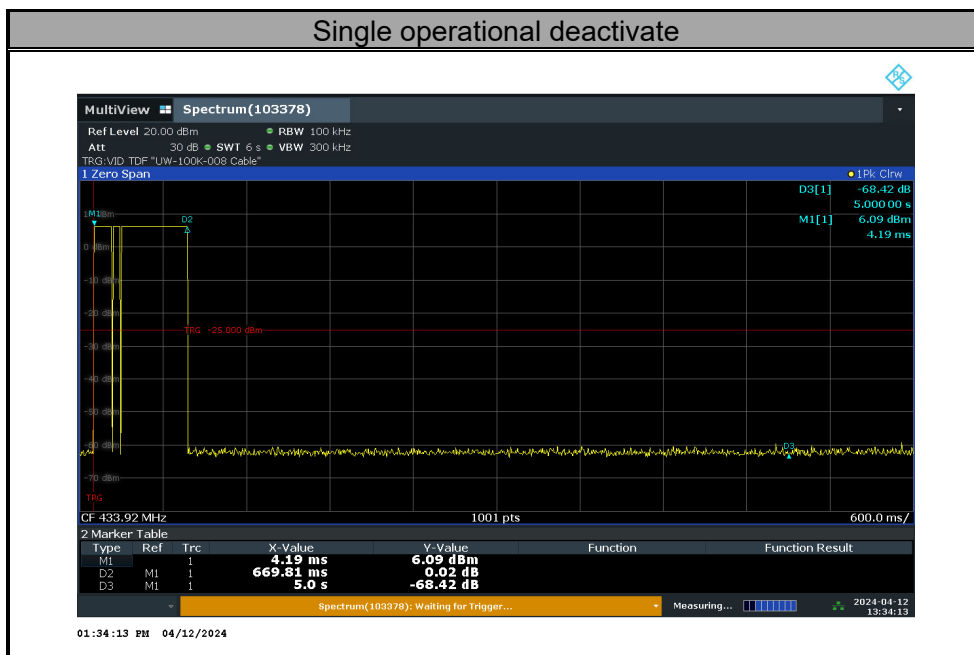 Single operational deactivate
R&S
MultiView Spectrum(103378)
Ref Level 20.00 dBm RBW 100 kHz
Att 30 dB SWT 6 s VBW 300 kHz
TRG:VID TDF "UW-100K-008 Cable"
1 Zero Span 1Pk Clrw
D3[1] -68.42 dB
5.000 00 s
M1[1] 6.09 dBm
4.19 ms
M1
D2
0 dBm
-10 dBm
-20 dBm
TRG -25.000 dBm
-30 dBm
-40 dBm
-50 dBm
-60 dBm
D3
-70 dBm
TRG
CF 433.92 MHz 1001 pts 600.0 ms/
2 Marker Table
Type Ref Trc X-Value Y-Value Function Function Result
M1 1 4.19 ms 6.09 dBm
D2 M1 1 669.81 ms 0.02 dB
D3 M1 1 5.0 s -68.42 dB
Spectrum(103378): Waiting for Trigger... Measuring... 2024-04-12
13:34:13
01:34:13 PM 04/12/2024